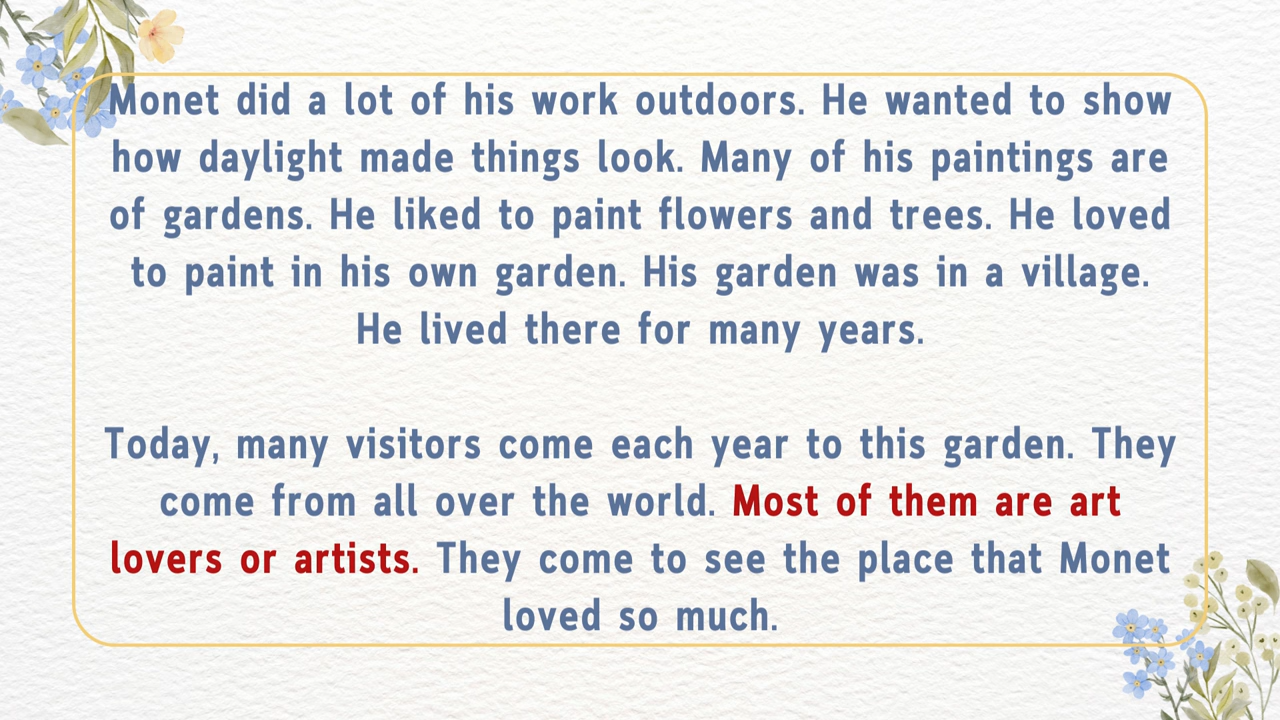 Monet did a lot of his work outdoors. He wanted to show
how daylight made things look. Many of his paintings are
of gardens. He liked to paint flowers and trees. He loved
to paint in his own garden. His garden was in a village.
He lived there for many years.
Today, many visitors come each year to this garden. They
come from all over the world. Most of them are art
lovers or artists. They come to see the place that Monet
loved so much.